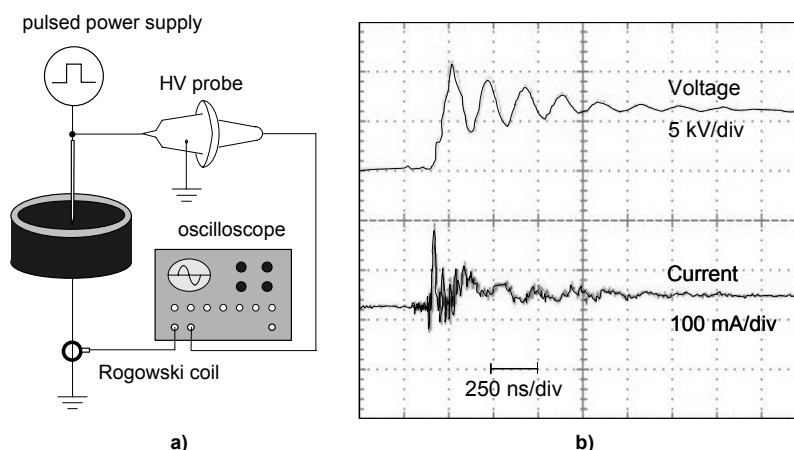 pulsed power supply
HV probe
oscilloscope
Rogowski coil
a)
Voltage
5 kV/div
Current
100 mA/div
250 ns/div
b)